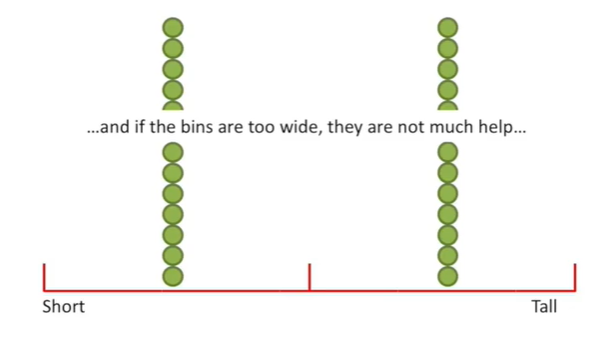 ...and if the bins are too wide, they are not much help...
Short
Tall